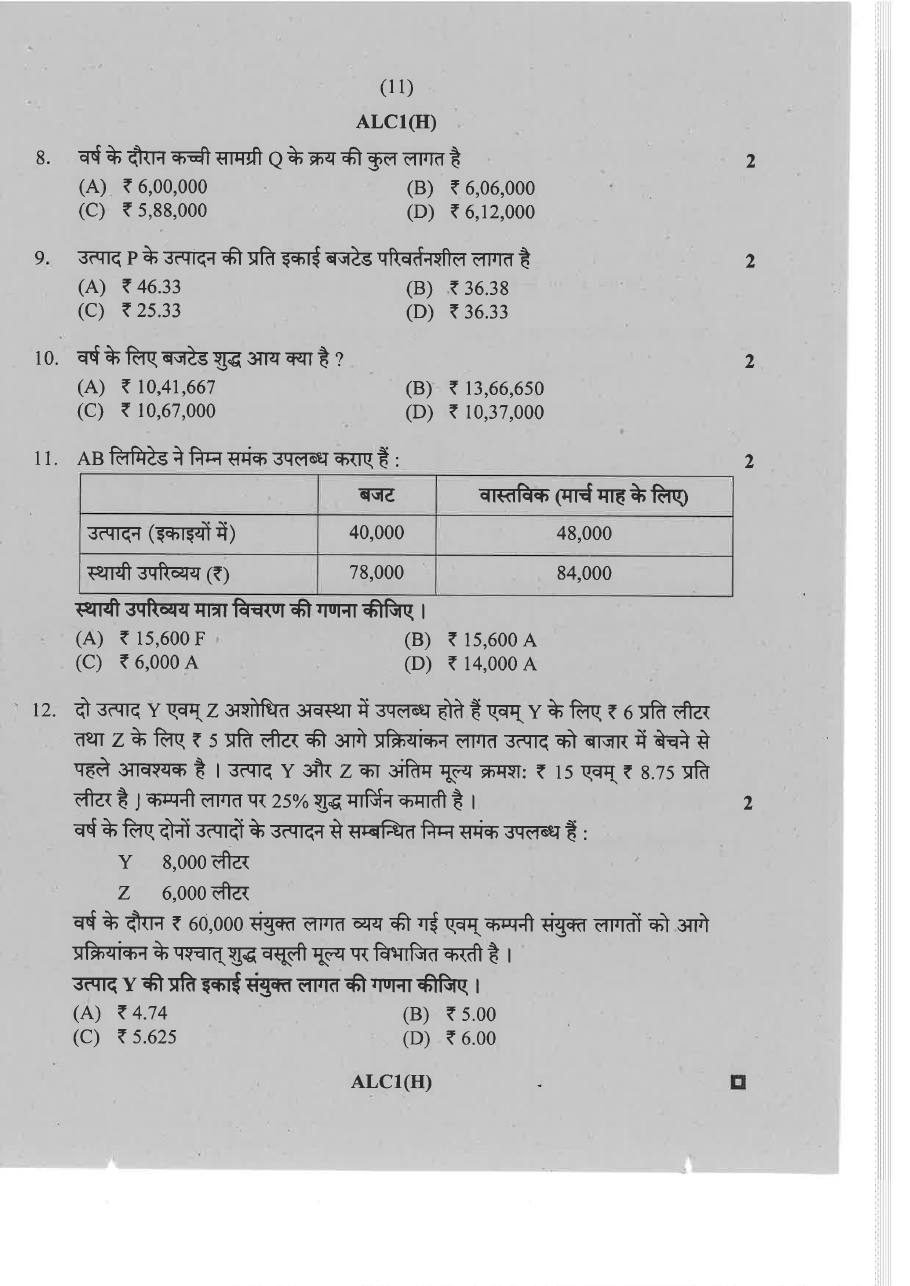 (11)
ALC1(H)
8. वर्ष के दौरान कच्ची सामग्री Q के क्रय की कुल लागत है 2
(A) ₹ 6,00,000 (B) ₹ 6,06,000
(C) ₹ 5,88,000 (D) ₹ 6,12,000
9. उत्पाद P के उत्पादन की प्रति इकाई बजटेड परिवर्तनशील लागत है 2
(A) ₹ 46.33 (B) ₹ 36.38
(C) ₹ 25.33 (D) ₹ 36.33
10. वर्ष के लिए बजटेड शुद्ध आय क्या है ? 2
(A) ₹ 10,41,667 (B) ₹ 13,66,650
(C) ₹ 10,67,000 (D) ₹ 10,37,000
11. AB लिमिटेड ने निम्न समंक उपलब्ध कराए हैं : 2
बजट वास्तविक (मार्च माह के लिए)
उत्पादन (इकाइयों में) 40,000 48,000
स्थायी उपरिव्यय (₹) 78,000 84,000
स्थायी उपरिव्यय मात्रा विचरण की गणना कीजिए ।
(A) ₹ 15,600 F (B) ₹ 15,600 A
(C) ₹ 6,000 A (D) ₹ 14,000 A
12. दो उत्पाद Y एवम् Z अशोधित अवस्था में उपलब्ध होते हैं एवम् Y के लिए ₹ 6 प्रति लीटर
तथा Z के लिए ₹ 5 प्रति लीटर की आगे प्रक्रियांकन लागत उत्पाद को बाजार में बेचने से
पहले आवश्यक है । उत्पाद Y और Z का अंतिम मूल्य क्रमश: ₹ 15 एवम् ₹ 8.75 प्रति
लीटर है । कम्पनी लागत पर 25% शुद्ध मार्जिन कमाती है । 2
वर्ष के लिए दोनों उत्पादों के उत्पादन से सम्बन्धित निम्न समंक उपलब्ध हैं :
Y 8,000 लीटर
Z 6,000 लीटर
वर्ष के दौरान ₹ 60,000 संयुक्त लागत व्यय की गई एवम् कम्पनी संयुक्त लागतों को आगे
प्रक्रियांकन के पश्चात् शुद्ध वसूली मूल्य पर विभाजित करती है ।
उत्पाद Y की प्रति इकाई संयुक्त लागत की गणना कीजिए ।
(A) ₹ 4.74 (B) ₹ 5.00
(C) ₹ 5.625 (D) ₹ 6.00
ALC1(H)